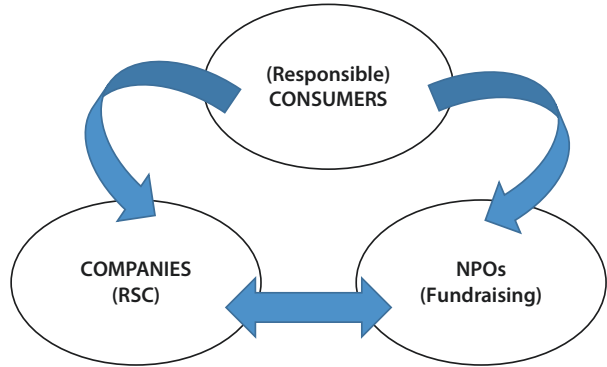 (Responsible)
CONSUMERS
COMPANIES
(RSC)
NPOs
(Fundraising)